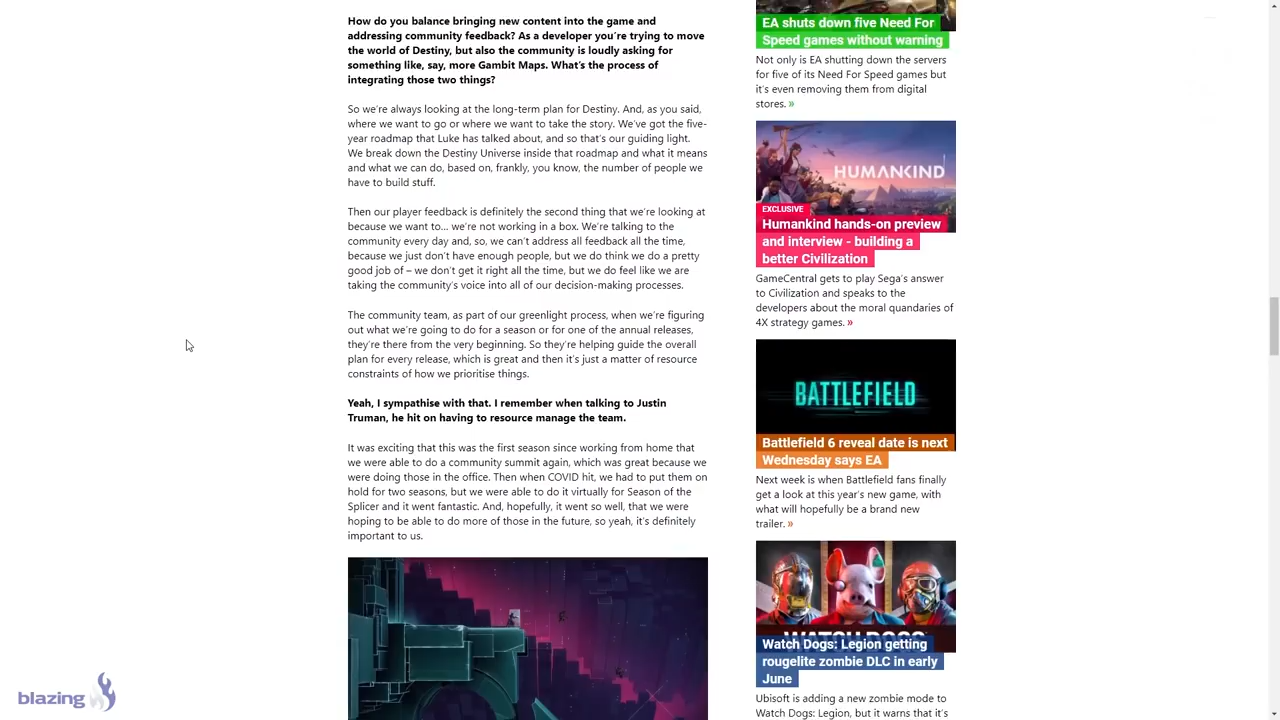 How do you balance bringing new content into the game and
addressing community feedback? As a developer you're trying to move
the world of Destiny, but also the community is loudly asking for
something like, say, more Gambit Maps. What's the process of
integrating those two things?
So we're always looking at the long-term plan for Destiny. And, as you said,
where we want to go or where we want to take the story. We've got the five-
year roadmap that Luke has talked about, and so that's our guiding light.
We break down the Destiny Universe inside that roadmap and what it means
and what we can do, based on, frankly, you know, the number of people we
have to build stuff.
Then our player feedback is definitely the second thing that we're looking at
because we want to... we're not working in a box. We're talking to the
community every day and, so, we can't address all feedback all the time,
because we just don't have enough people, but we do think we do a pretty
good job of – we don't get it right all the time, but we do feel like we are
taking the community's voice into all of our decision-making processes.
The community team, as part of our greenlight process, when we're figuring
out what we're going to do for a season or for one of the annual releases,
they're there from the very beginning. So they're helping guide the overall
plan for every release, which is great and then it's just a matter of resource
constraints of how we prioritise things.
Yeah, I sympathise with that. I remember when talking to Justin
Truman, he hit on having to resource manage the team.
It was exciting that this was the first season since working from home that
we were able to do a community summit again, which was great because we
were doing those in the office. Then when COVID hit, we had to put them on
hold for two seasons, but we were able to do it virtually for Season of the
Splicer and it went fantastic. And, hopefully, it went so well, that we were
hoping to be able to do more of those in the future, so yeah, it's definitely
important to us.
EA shuts down five Need For
Speed games without warning
Not only is EA shutting down the servers
for five of its Need For Speed games but
it's even removing them from digital
stores. »
HUMANKIND
EXCLUSIVE
Humankind hands-on preview
and interview - building a
better Civilization
GameCentral gets to play Sega's answer
to Civilization and speaks to the
developers about the moral quandaries of
4X strategy games. »
BATTLEFIELD
Battlefield 6 reveal date is next
Wednesday says EA
Next week is when Battlefield fans finally
get a look at this year's new game, with
what will hopefully be a brand new
trailer. »
WATCH DOGS
Watch Dogs: Legion getting
rougelite zombie DLC in early
June
Ubisoft is adding a new zombie mode to
Watch Dogs: Legion, but it warns that it's
blazing